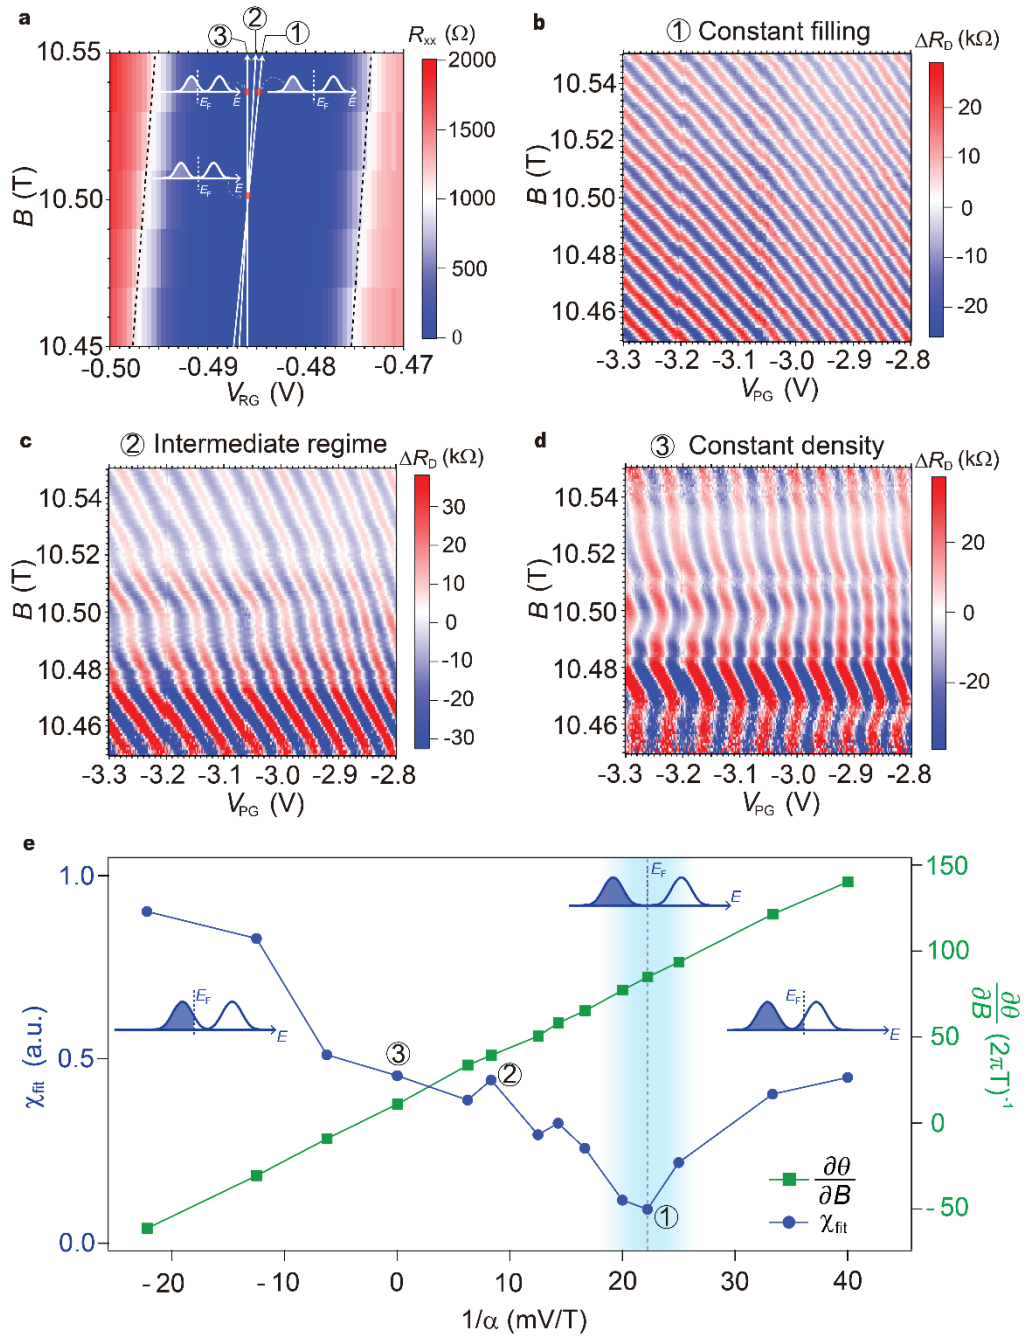 a
③ ② ①
R_xx (Ω)
2000
1500
1000
500
0
10.55
10.50
10.45
B (T)
E_F E
E_F E
E_F E
-0.50 -0.49 -0.48 -0.47
V_RG (V)
b
① Constant filling
ΔR_D (kΩ)
20
10
0
-10
-20
10.54
10.52
10.50
10.48
10.46
B (T)
-3.3 -3.2 -3.1 -3.0 -2.9 -2.8
V_PG (V)
c
② Intermediate regime
ΔR_D (kΩ)
30
20
10
0
-10
-20
-30
10.54
10.52
10.50
10.48
10.46
B (T)
-3.3 -3.2 -3.1 -3.0 -2.9 -2.8
V_PG (V)
d
③ Constant density
ΔR_D (kΩ)
20
0
-20
10.54
10.52
10.50
10.48
10.46
B (T)
-3.3 -3.2 -3.1 -3.0 -2.9 -2.8
V_PG (V)
e
1.0
0.5
0.0
χ_fit (a.u.)
E_F
E
E_F
E
E_F
E
③
②
①
∂θ/∂B
χ_fit
150
100
50
0
-50
∂θ/∂B (2πT)⁻¹
-20 -10 0 10 20 30 40
1/α (mV/T)